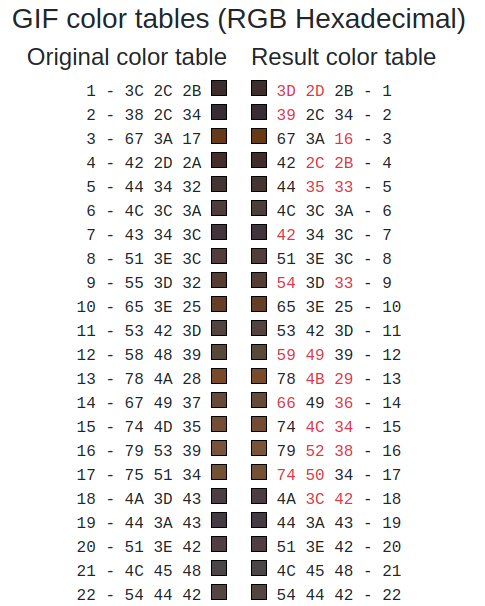 GIF color tables (RGB Hexadecimal)
Original color table Result color table
1 - 3C 2C 2B 3D 2D 2B - 1
2 - 38 2C 34 39 2C 34 - 2
3 - 67 3A 17 67 3A 16 - 3
4 - 42 2D 2A 42 2C 2B - 4
5 - 44 34 32 44 35 33 - 5
6 - 4C 3C 3A 4C 3C 3A - 6
7 - 43 34 3C 42 34 3C - 7
8 - 51 3E 3C 51 3E 3C - 8
9 - 55 3D 32 54 3D 33 - 9
10 - 65 3E 25 65 3E 25 - 10
11 - 53 42 3D 53 42 3D - 11
12 - 58 48 39 59 49 39 - 12
13 - 78 4A 28 78 4B 29 - 13
14 - 67 49 37 66 49 36 - 14
15 - 74 4D 35 74 4C 34 - 15
16 - 79 53 39 79 52 38 - 16
17 - 75 51 34 74 50 34 - 17
18 - 4A 3D 43 4A 3C 42 - 18
19 - 44 3A 43 44 3A 43 - 19
20 - 51 3E 42 51 3E 42 - 20
21 - 4C 45 48 4C 45 48 - 21
22 - 54 44 42 54 44 42 - 22